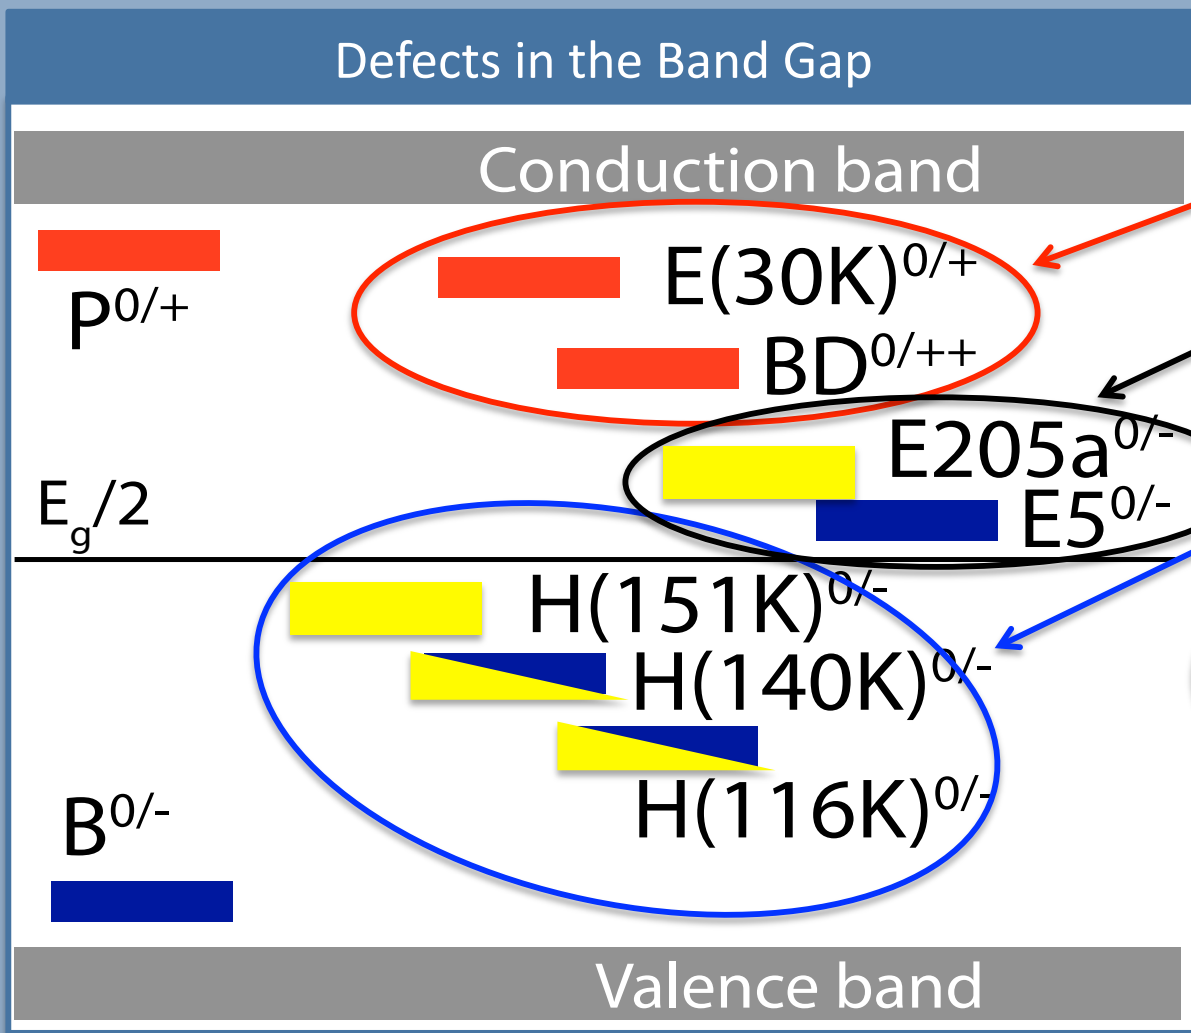 Defects in the Band Gap
Conduction band
E(30K)⁰/⁺
P⁰/⁺
BD⁰/⁺⁺
E205a⁰/⁻
E₉/2
E5⁰/⁻
H(151K)⁰/⁻
H(140K)⁰/⁻
H(116K)⁰/⁻
B⁰/⁻
Valence band